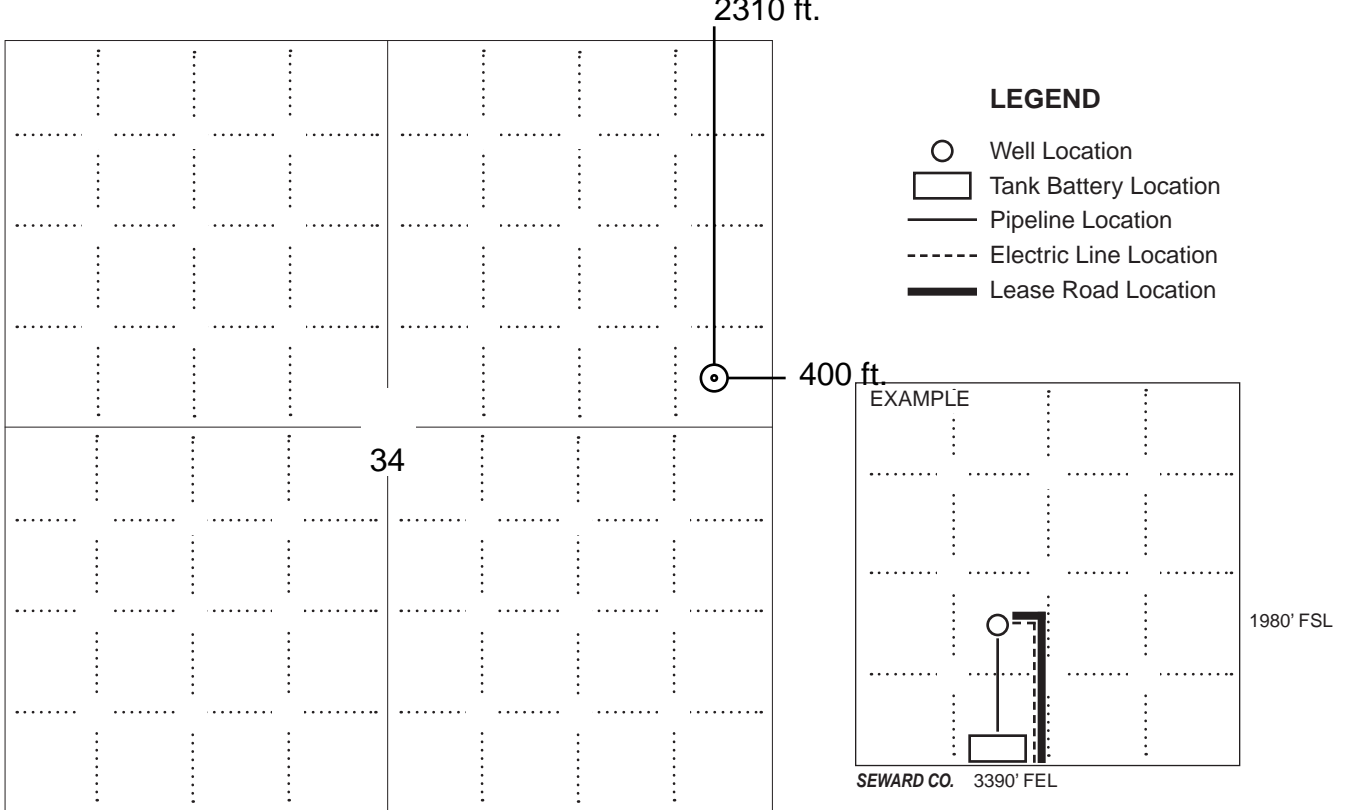 2310 ft.
LEGEND
Well Location
Tank Battery Location
Pipeline Location
Electric Line Location
Lease Road Location
400 ft.
EXAMPLE
34
1980' FSL
SEWARD CO. 3390' FEL